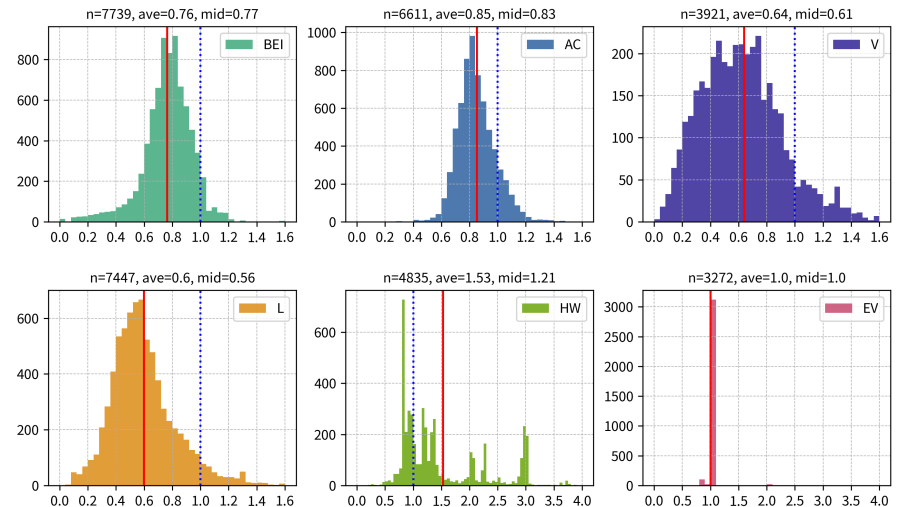 n=7739, ave=0.76, mid=0.77
BEI
0
200
400
600
800
0.0 0.2 0.4 0.6 0.8 1.0 1.2 1.4 1.6
n=6611, ave=0.85, mid=0.83
AC
0
200
400
600
800
1000
0.0 0.2 0.4 0.6 0.8 1.0 1.2 1.4 1.6
n=3921, ave=0.64, mid=0.61
V
0
50
100
150
200
0.0 0.2 0.4 0.6 0.8 1.0 1.2 1.4 1.6
n=7447, ave=0.6, mid=0.56
L
0
100
200
300
400
500
600
0.0 0.2 0.4 0.6 0.8 1.0 1.2 1.4 1.6
n=4835, ave=1.53, mid=1.21
HW
0
200
400
600
0.0 0.5 1.0 1.5 2.0 2.5 3.0 3.5 4.0
n=3272, ave=1.0, mid=1.0
EV
0
500
1000
1500
2000
2500
3000
0.0 0.5 1.0 1.5 2.0 2.5 3.0 3.5 4.0